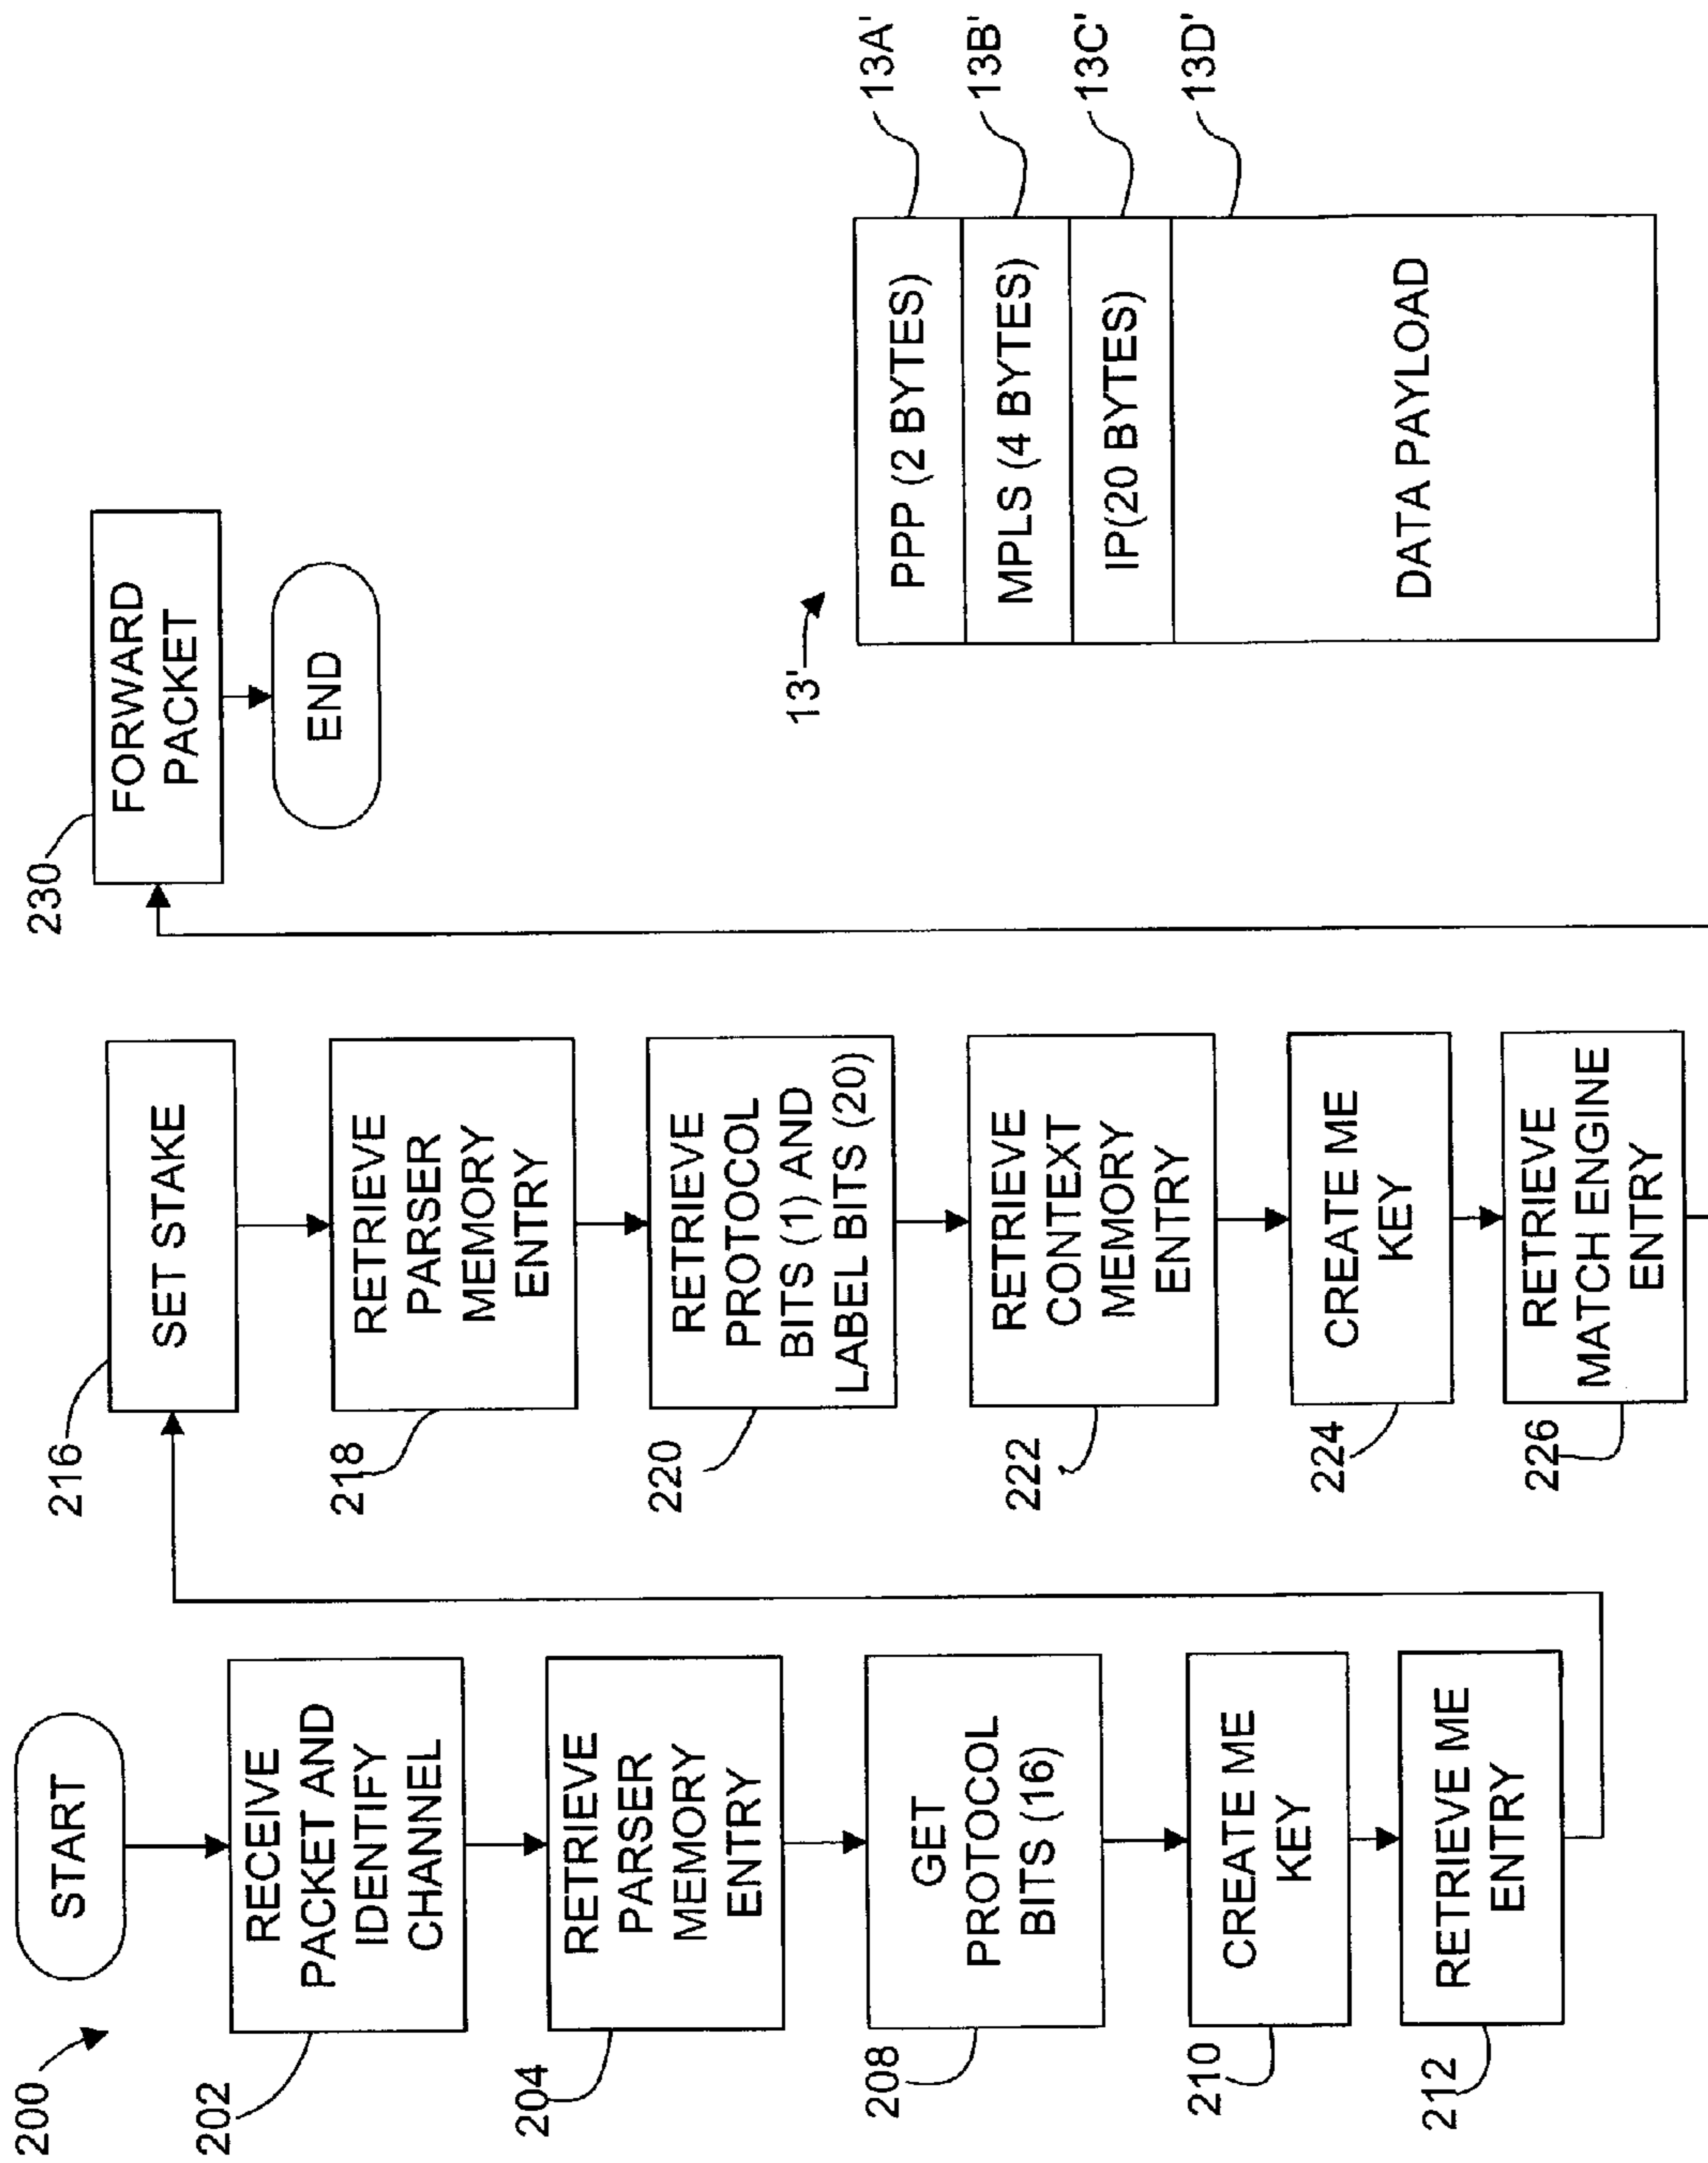 200
START
202
RECEIVE
PACKET AND
IDENTIFY
CHANNEL
204
RETRIEVE
PARSER
MEMORY
ENTRY
208
GET
PROTOCOL
BITS (16)
210
CREATE ME
KEY
212
RETRIEVE ME
ENTRY
216
SET STAKE
218
RETRIEVE
PARSER
MEMORY
ENTRY
220
RETRIEVE
PROTOCOL
BITS (1) AND
LABEL BITS (20)
222
RETRIEVE
CONTEXT
MEMORY
ENTRY
224
CREATE ME
KEY
226
RETRIEVE
MATCH ENGINE
ENTRY
230
FORWARD
PACKET
END
13'
PPP (2 BYTES)
13A'
MPLS (4 BYTES)
13B'
IP(20 BYTES)
13C'
DATA PAYLOAD
13D'